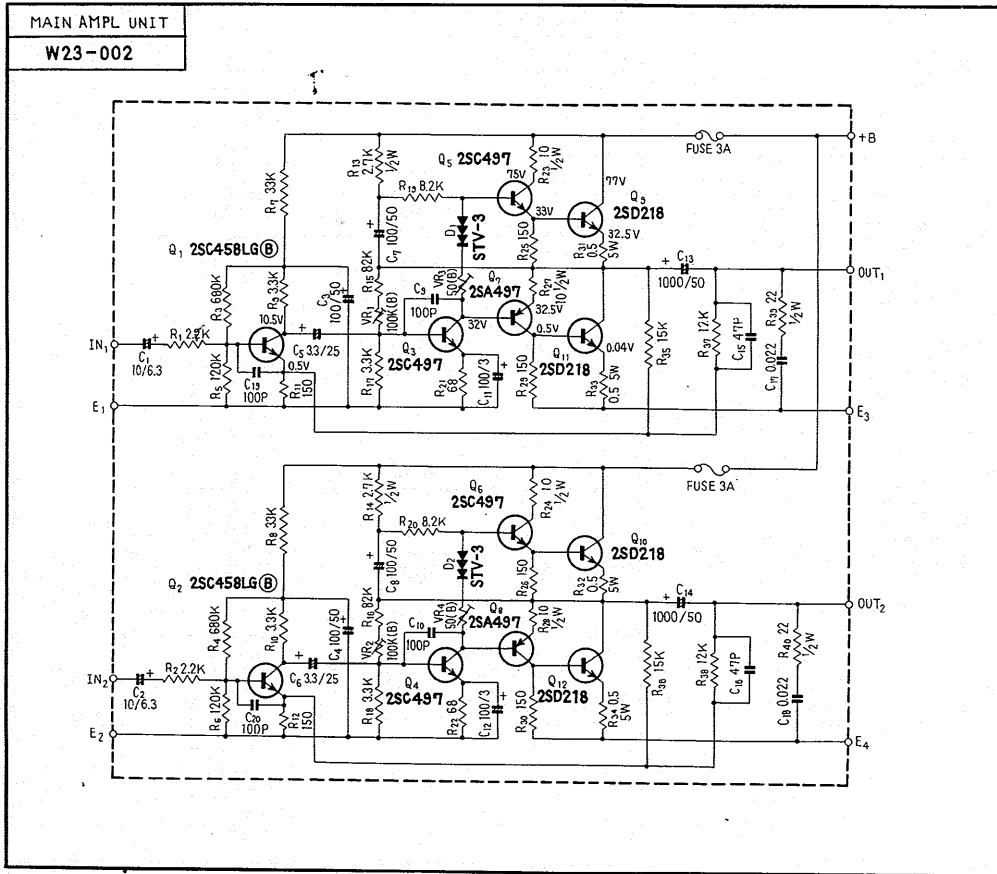 MAIN AMPL UNIT
W23-002
+B
FUSE 3A
R13 2.7K 1/2W
Q5 2SC497
75V
R23 10 1/2W
77V
R7 33K
R19 8.2K
33V
Q9 2SD218
32.5V
C7 100/50
D1 STV-3
R25 150
R31 0.5 5W
C13 1000/50
OUT1
Q1 2SC458LG(B)
R3 680K
R9 3.3K
C3 100/50
R15 82K
VR3 50(B)
Q7 2SA497
R27 10 1/2W
32.5V
10.5V
VR1 100K(B)
C9 100P
32V
0.5V
0.04V
R35 15K
R37 12K
C15 47P
R39 22 1/2W
IN1
C1 10/6.3
R1 2.2K
C5 3.3/25
Q3 2SC497
Q11 2SD218
R5 120K
C19 100P
0.5V
R11 150
R17 3.3K
R21 68
C11 100/3
R29 150
R33 0.5 5W
C17 0.022
E1
E3
FUSE 3A
R14 2.7K 1/2W
Q6 2SC497
R24 10 1/2W
R8 33K
R20 8.2K
Q10 2SD218
C8 100/50
D2 STV-3
R26 150
R32 0.5 5W
C14 1000/50
OUT2
Q2 2SC458LG(B)
R4 680K
R10 3.3K
C4 100/50
R16 82K
VR4 50(B)
Q8 2SA497
R28 10 1/2W
VR2 100K(B)
C10 100P
R36 15K
R38 12K
C16 47P
R40 22 1/2W
IN2
C2 10/6.3
R2 2.2K
C6 3.3/25
Q4 2SC497
Q12 2SD218
R6 120K
C20 100P
R12 150
R18 3.3K
R22 68
C12 100/3
R30 150
R34 0.5 5W
C18 0.022
E2
E4